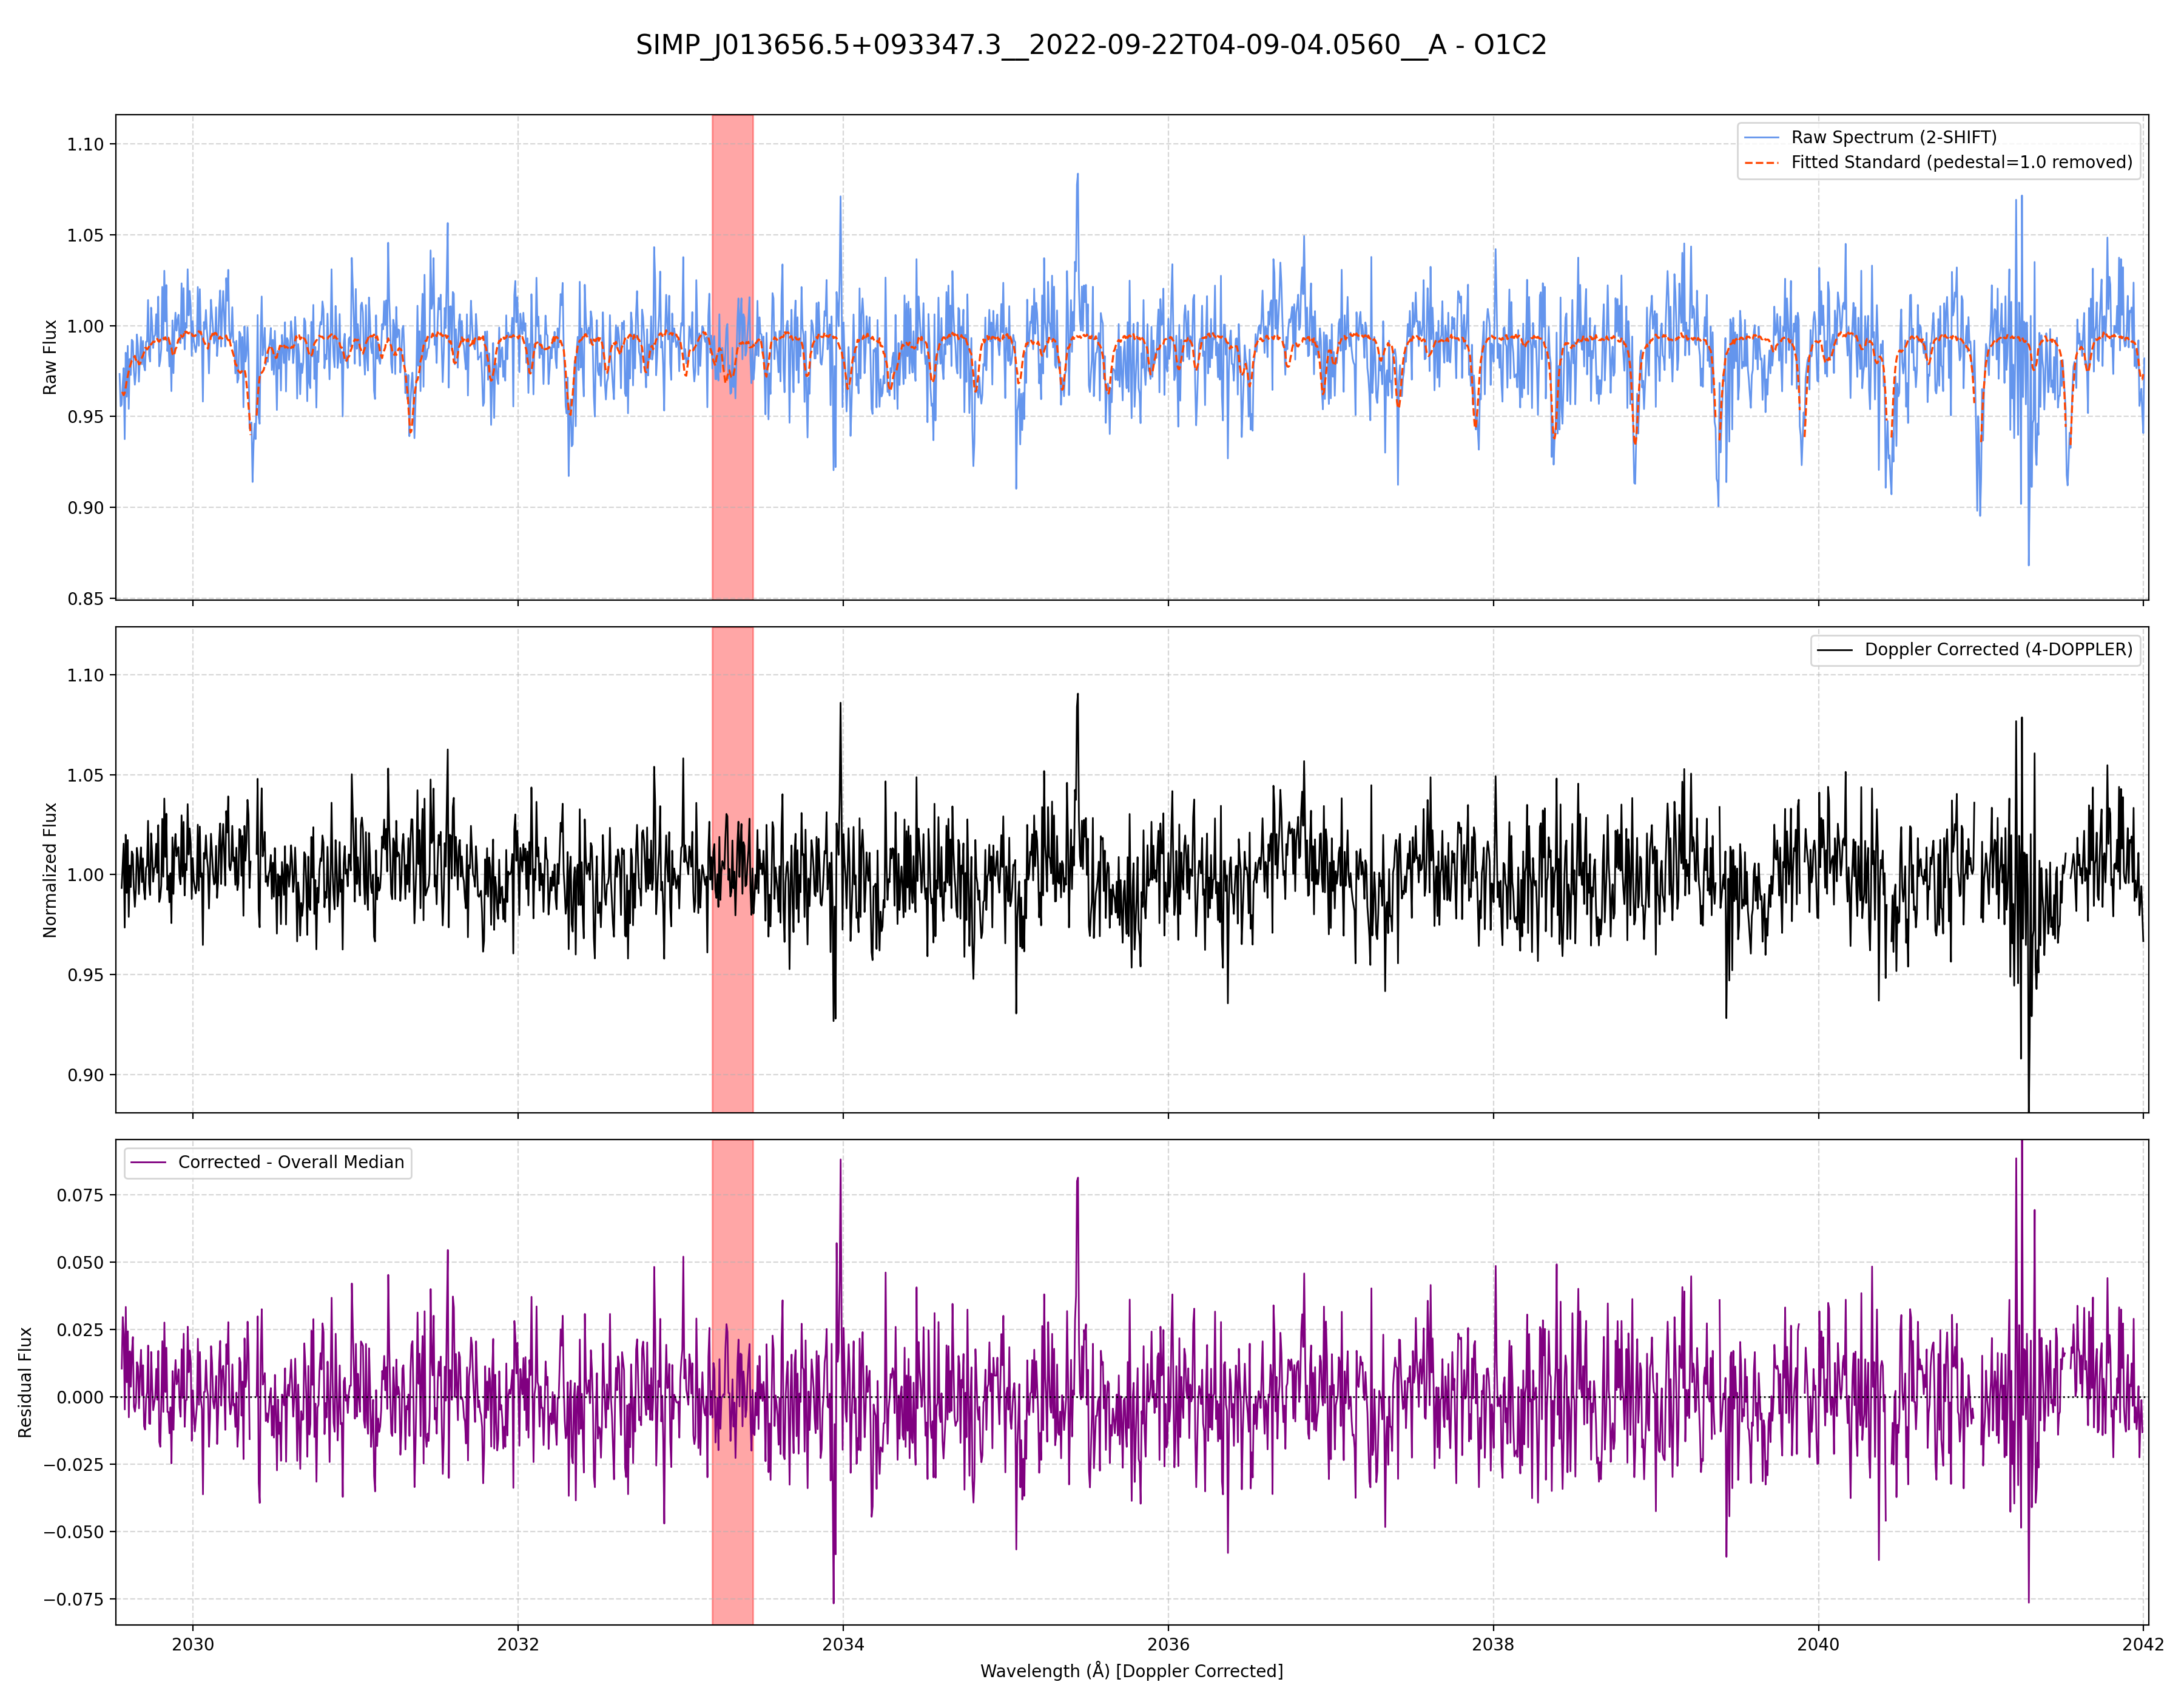 SIMP_J013656.5+093347.3__2022-09-22T04-09-04.0560__A - O1C2
Raw Spectrum (2-SHIFT)
Fitted Standard (pedestal=1.0 removed)
Raw Flux
1.10
1.05
1.00
0.95
0.90
0.85
Doppler Corrected (4-DOPPLER)
Normalized Flux
1.10
1.05
1.00
0.95
0.90
Corrected - Overall Median
Residual Flux
0.075
0.050
0.025
0.000
−0.025
−0.050
−0.075
2030 2032 2034 2036 2038 2040 2042
Wavelength (Å) [Doppler Corrected]